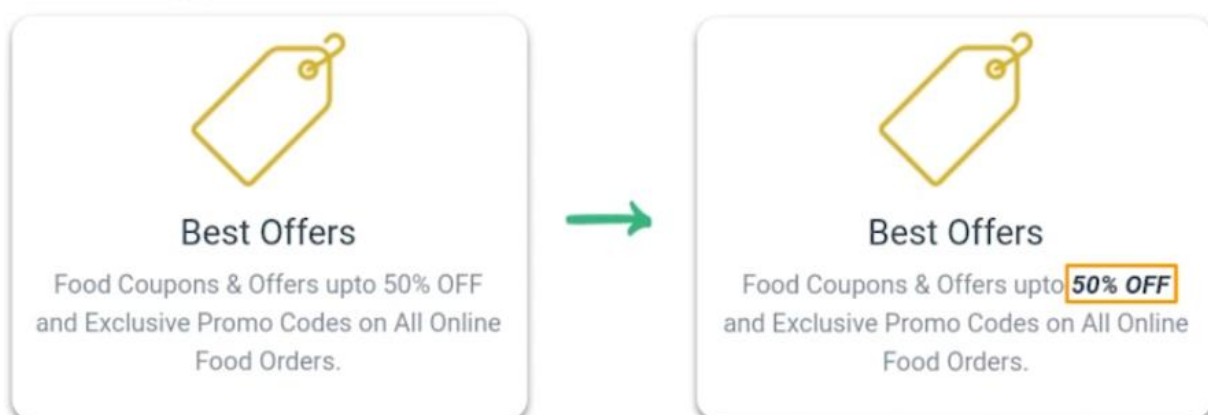 Best Offers
Food Coupons & Offers upto 50% OFF
and Exclusive Promo Codes on All Online
Food Orders.
Best Offers
Food Coupons & Offers upto 50% OFF
and Exclusive Promo Codes on All Online
Food Orders.